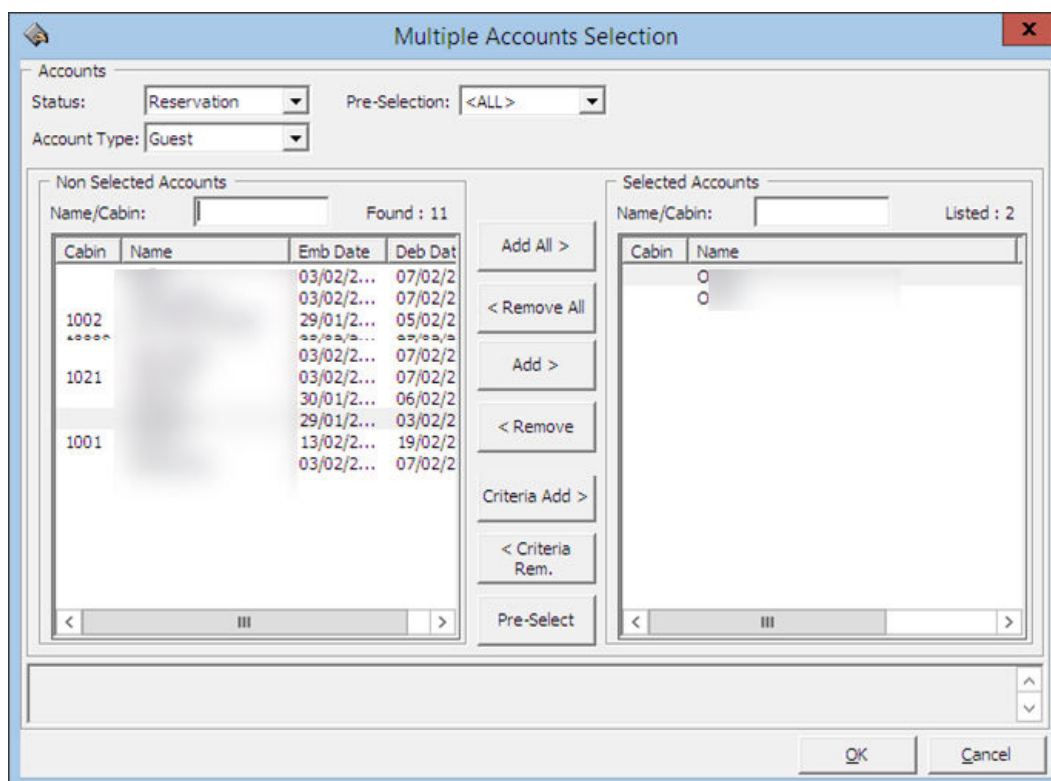 Multiple Accounts Selection
x
Accounts
Status: Reservation Pre-Selection: <ALL>
Account Type: Guest
Non Selected Accounts
Name/Cabin: Found : 11
Cabin Name Emb Date Deb Dat
03/02/2... 07/02/2
03/02/2... 07/02/2
1002 29/01/2... 05/02/2
03/02/2... 07/02/2
1021 03/02/2... 07/02/2
30/01/2... 06/02/2
29/01/2... 03/02/2
1001 13/02/2... 19/02/2
03/02/2... 07/02/2
Add All >
< Remove All
Add >
< Remove
Criteria Add >
< Criteria
Rem.
Pre-Select
Selected Accounts
Name/Cabin: Listed : 2
Cabin Name
O
O
OK Cancel